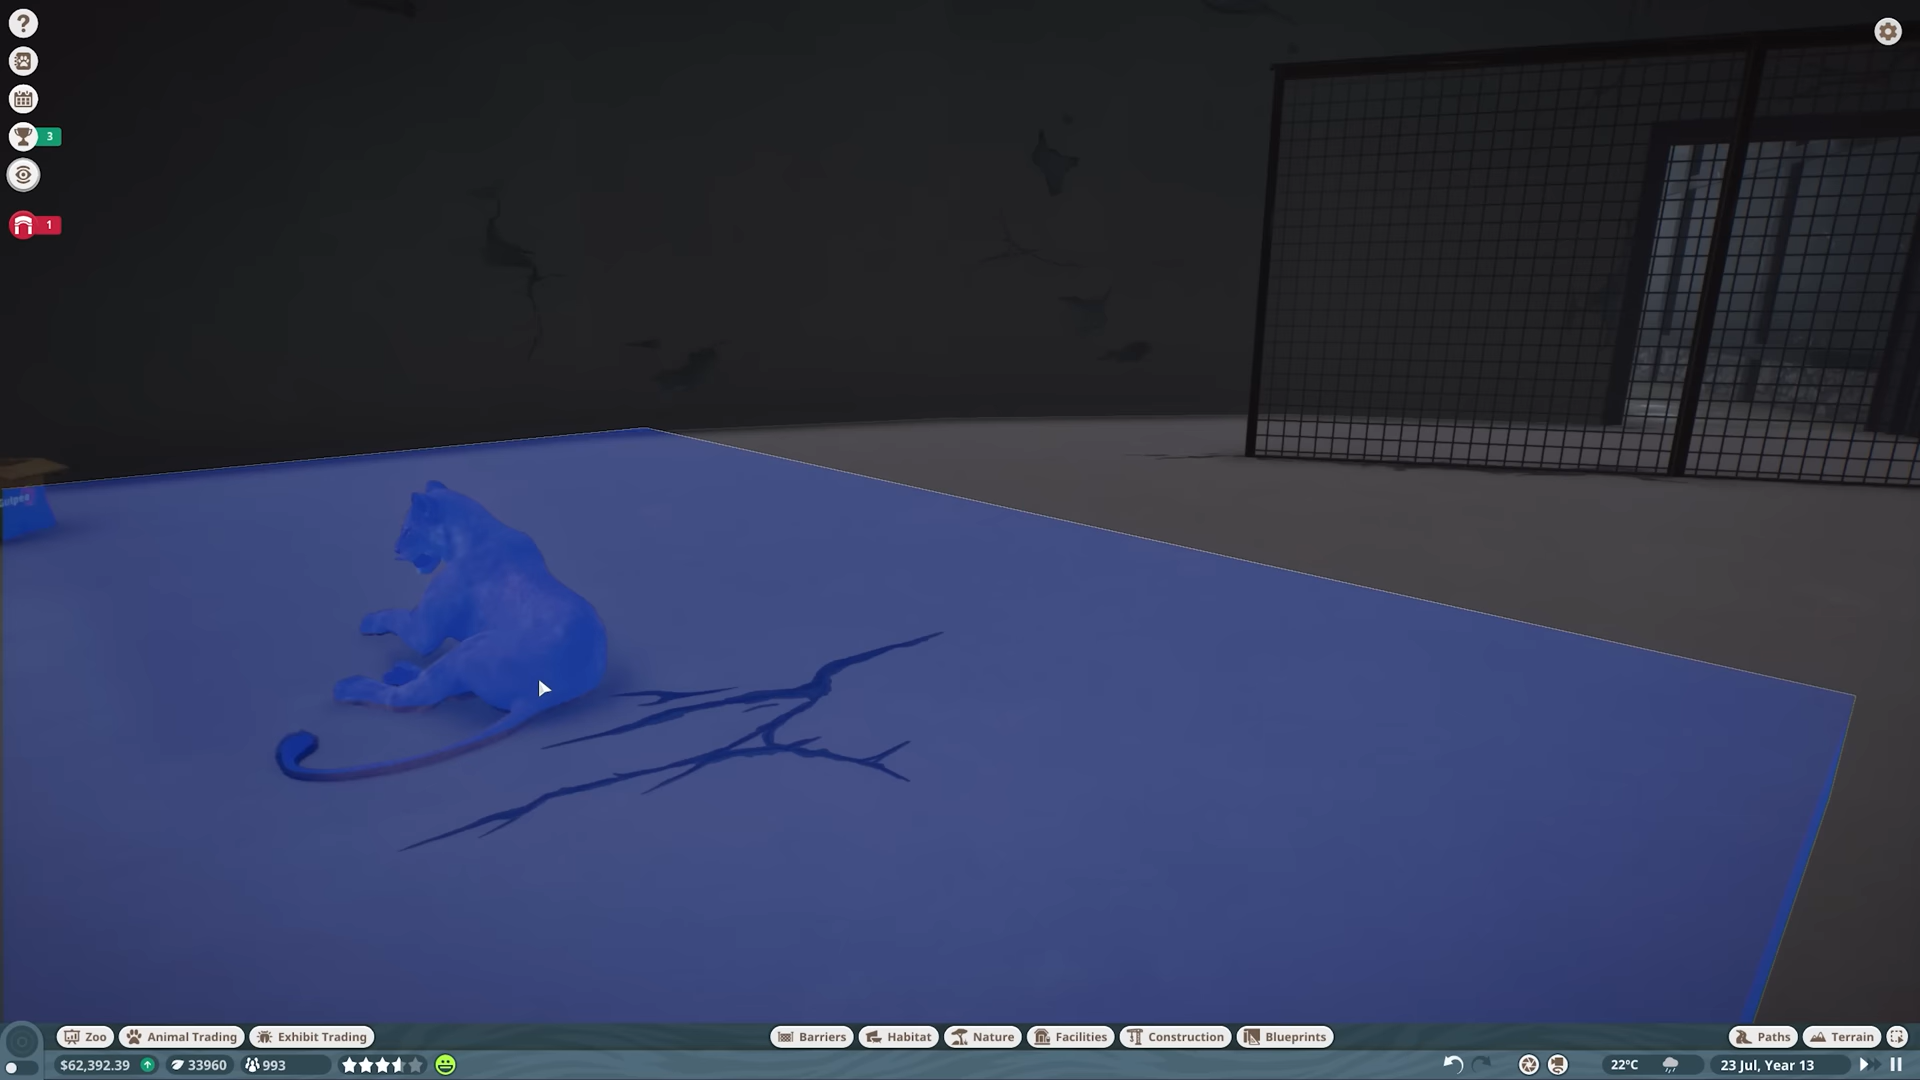 ?
3
1
Zoo
Animal Trading
Exhibit Trading
Barriers
Habitat
Nature
Facilities
Construction
Blueprints
Paths
Terrain
$62,392.39
33960
993
22°C
23 Jul, Year 13